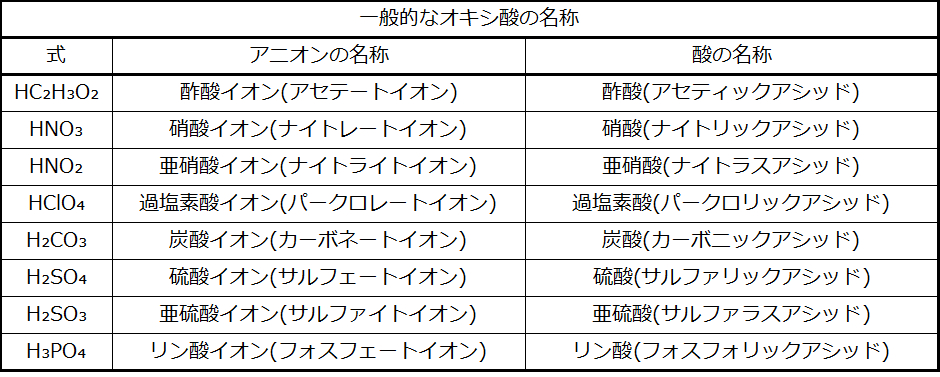 一般的なオキシ酸の名称
式 アニオンの名称 酸の名称
HC₂H₃O₂ 酢酸イオン(アセテートイオン) 酢酸(アセティックアシッド)
HNO₃ 硝酸イオン(ナイトレートイオン) 硝酸(ナイトリックアシッド)
HNO₂ 亜硝酸イオン(ナイトライトイオン) 亜硝酸(ナイトラスアシッド)
HClO₄ 過塩素酸イオン(パークロレートイオン) 過塩素酸(パークロリックアシッド)
H₂CO₃ 炭酸イオン(カーボネートイオン) 炭酸(カーボニックアシッド)
H₂SO₄ 硫酸イオン(サルフェートイオン) 硫酸(サルファリックアシッド)
H₂SO₃ 亜硫酸イオン(サルファイトイオン) 亜硫酸(サルファラスアシッド)
H₃PO₄ リン酸イオン(フォスフェートイオン) リン酸(フォスフォリックアシッド)